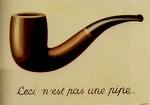 Ceci n'est pas une pipe.